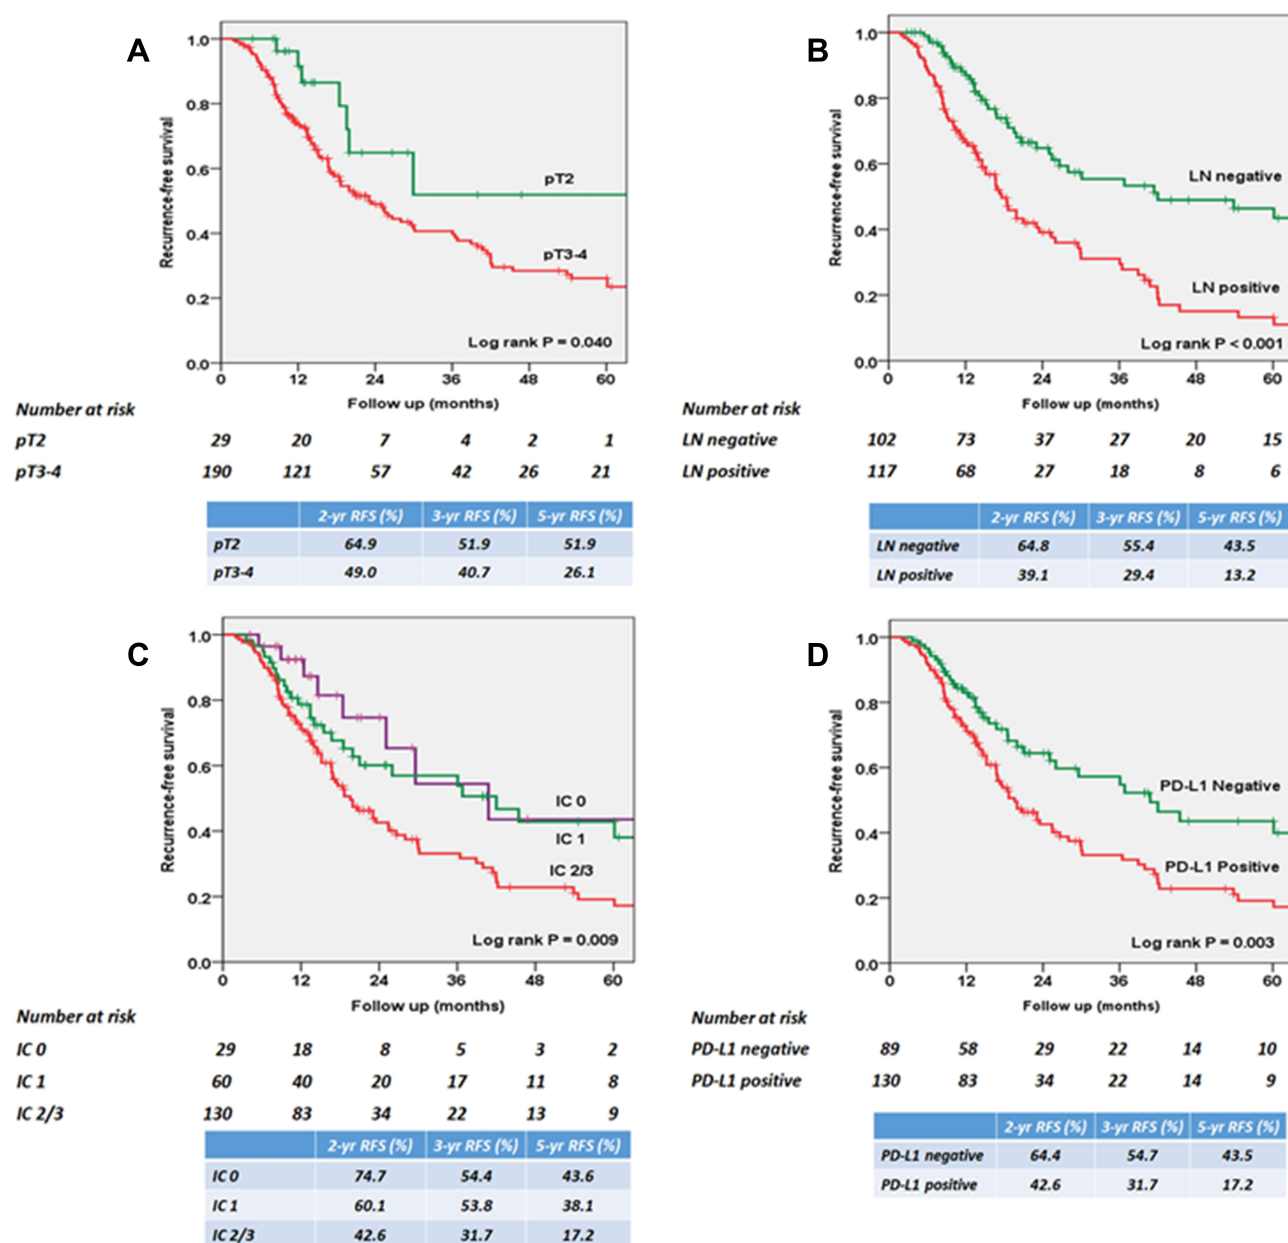 A
1.0
0.8
0.6
0.4
0.2
0.0
Recurrence-free survival
pT2
pT3-4
Log rank P = 0.040
0 12 24 36 48 60
Follow up (months)
Number at risk
pT2 29 20 7 4 2 1
pT3-4 190 121 57 42 26 21
2-yr RFS (%) 3-yr RFS (%) 5-yr RFS (%)
pT2 64.9 51.9 51.9
pT3-4 49.0 40.7 26.1
B
1.0
0.8
0.6
0.4
0.2
0.0
Recurrence-free survival
LN negative
LN positive
Log rank P < 0.001
0 12 24 36 48 60
Follow up (months)
Number at risk
LN negative 102 73 37 27 20 15
LN positive 117 68 27 18 8 6
2-yr RFS (%) 3-yr RFS (%) 5-yr RFS (%)
LN negative 64.8 55.4 43.5
LN positive 39.1 29.4 13.2
C
1.0
0.8
0.6
0.4
0.2
0.0
Recurrence-free survival
IC 0
IC 1
IC 2/3
Log rank P = 0.009
0 12 24 36 48 60
Follow up (months)
Number at risk
IC 0 29 18 8 5 3 2
IC 1 60 40 20 17 11 8
IC 2/3 130 83 34 22 13 9
2-yr RFS (%) 3-yr RFS (%) 5-yr RFS (%)
IC 0 74.7 54.4 43.6
IC 1 60.1 53.8 38.1
IC 2/3 42.6 31.7 17.2
D
1.0
0.8
0.6
0.4
0.2
0.0
Recurrence-free survival
PD-L1 Negative
PD-L1 Positive
Log rank P = 0.003
0 12 24 36 48 60
Follow up (months)
Number at risk
PD-L1 negative 89 58 29 22 14 10
PD-L1 positive 130 83 34 22 14 9
2-yr RFS (%) 3-yr RFS (%) 5-yr RFS (%)
PD-L1 negative 64.4 54.7 43.5
PD-L1 positive 42.6 31.7 17.2